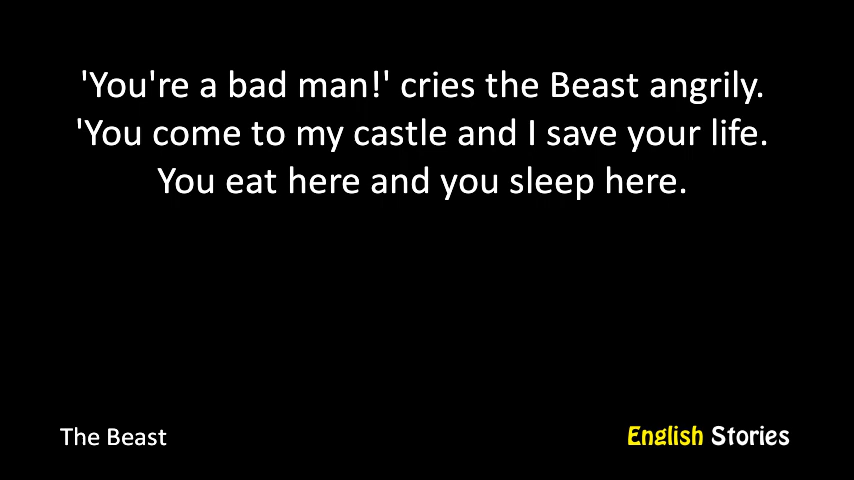 'You're a bad man!' cries the Beast angrily.
'You come to my castle and I save your life.
You eat here and you sleep here.
The Beast
English Stories